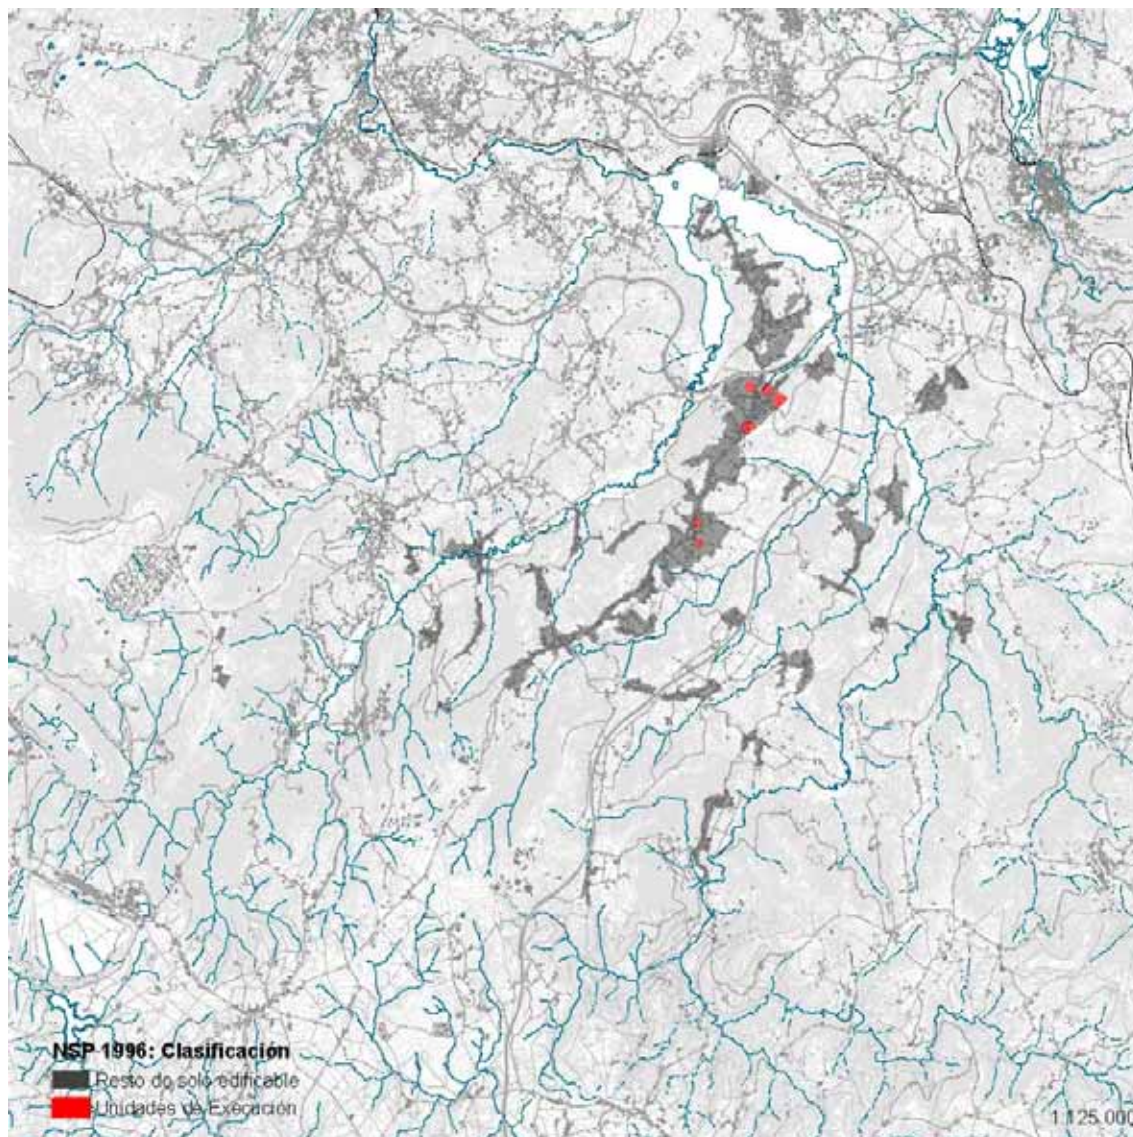 NSP 1996: Clasificación
Resto do solo edificable
Unidades de Execución
1:125.000